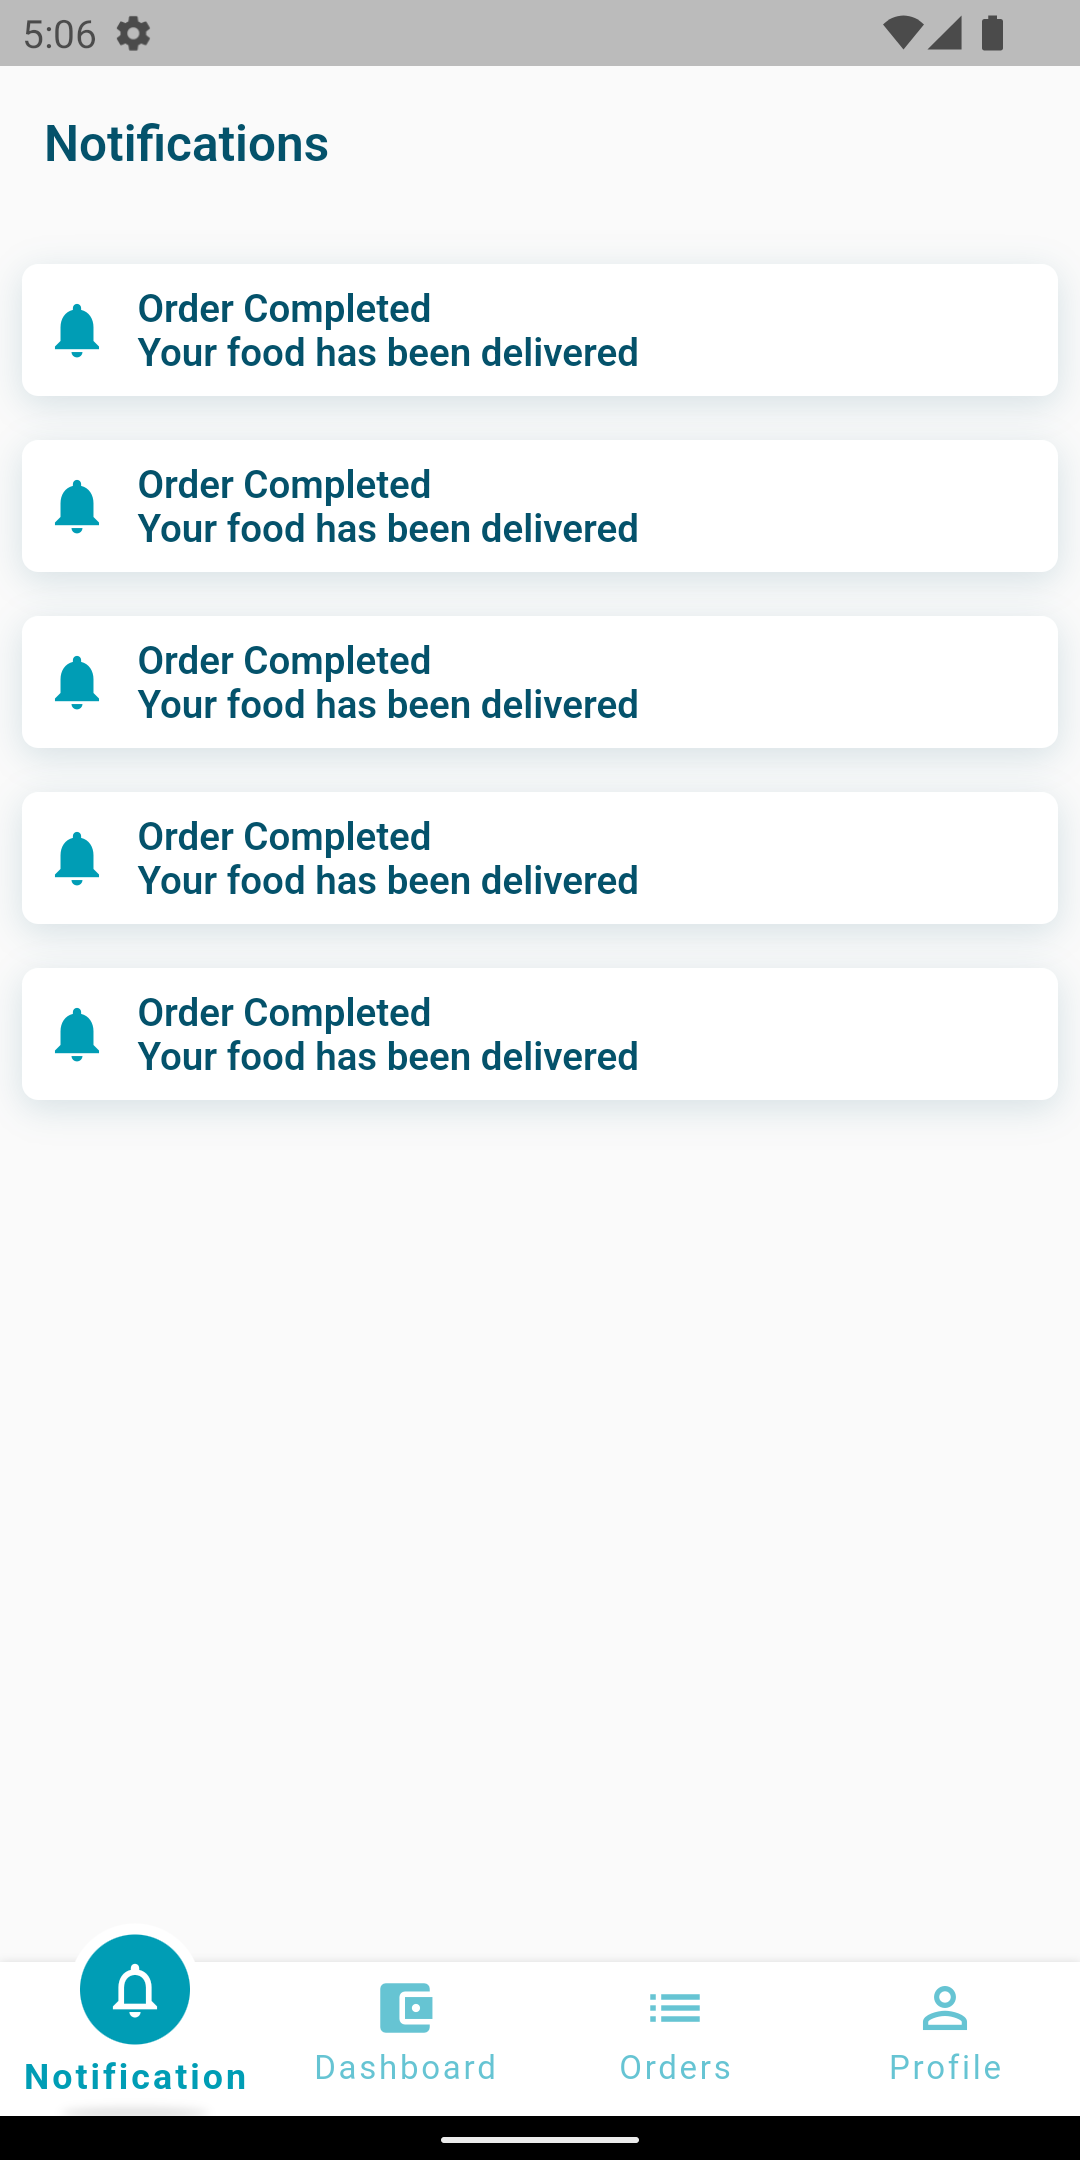 5:06
Notifications
Order Completed
Your food has been delivered
Order Completed
Your food has been delivered
Order Completed
Your food has been delivered
Order Completed
Your food has been delivered
Order Completed
Your food has been delivered
Notification
Dashboard
Orders
Profile